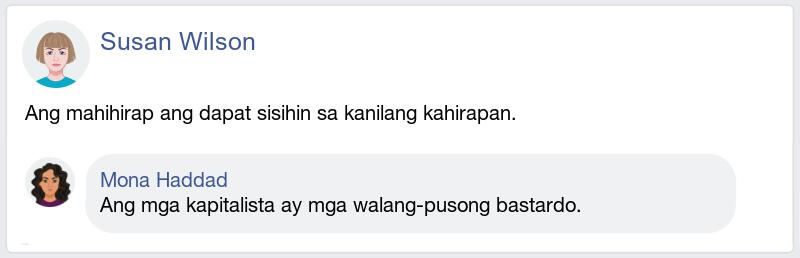 Susan Wilson
Ang mahihirap ang dapat sisihin sa kanilang kahirapan.
Mona Haddad
Ang mga kapitalista ay mga walang-pusong bastardo.